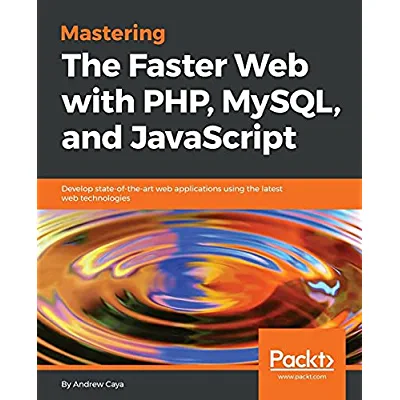 Mastering
The Faster Web
with PHP, MySQL,
and JavaScript
Develop state-of-the-art web applications using the latest
web technologies
Packt>
www.packt.com
By Andrew Caya